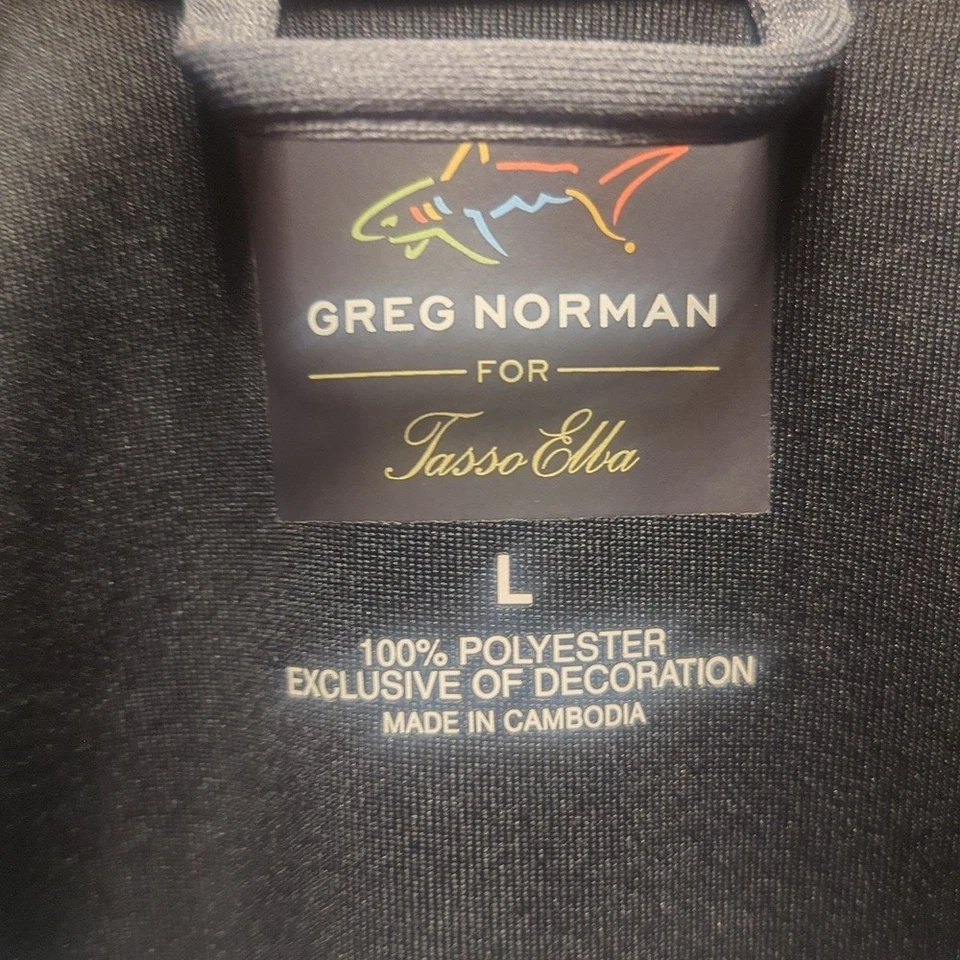 GREG NORMAN
FOR
Tasso Elba
L
100% POLYESTER
EXCLUSIVE OF DECORATION
MADE IN CAMBODIA